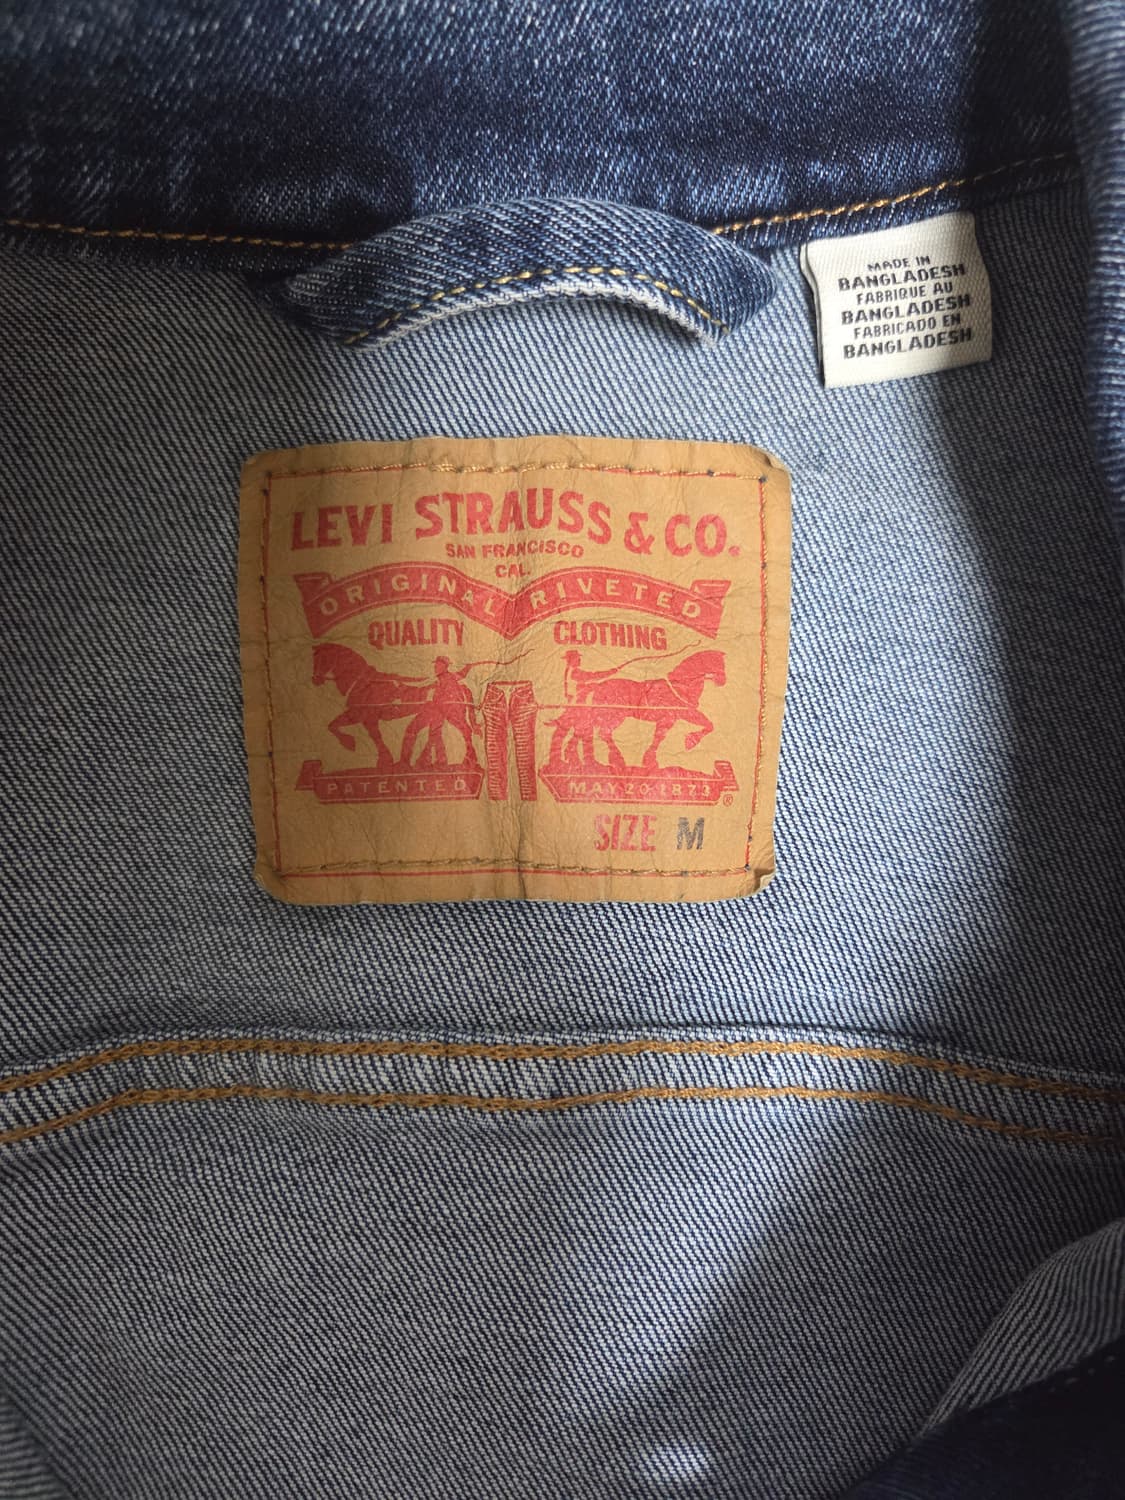 MADE IN
BANGLADESH
FABRIQUE AU
BANGLADESH
FABRICADO EN
BANGLADESH
LEVI STRAUSS & CO.
SAN FRANCISCO
CAL.
ORIGINAL RIVETED
QUALITY CLOTHING
PATENTED MAY 20 1873 ®
SIZE M